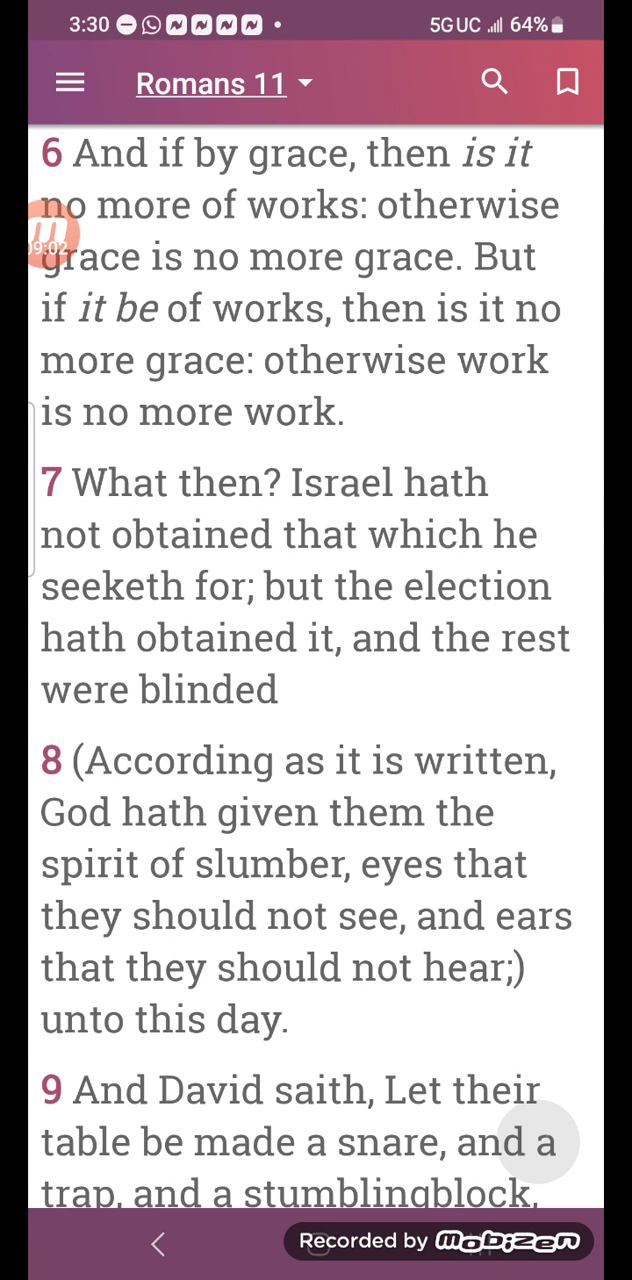 3:30 5GUC 64%
Romans 11
6 And if by grace, then is it
no more of works: otherwise
09:02
grace is no more grace. But
if it be of works, then is it no
more grace: otherwise work
is no more work.
7 What then? Israel hath
not obtained that which he
seeketh for; but the election
hath obtained it, and the rest
were blinded
8 (According as it is written,
God hath given them the
spirit of slumber, eyes that
they should not see, and ears
that they should not hear;)
unto this day.
9 And David saith, Let their
table be made a snare, and a
trap, and a stumblingblock,
Recorded by Mobizen